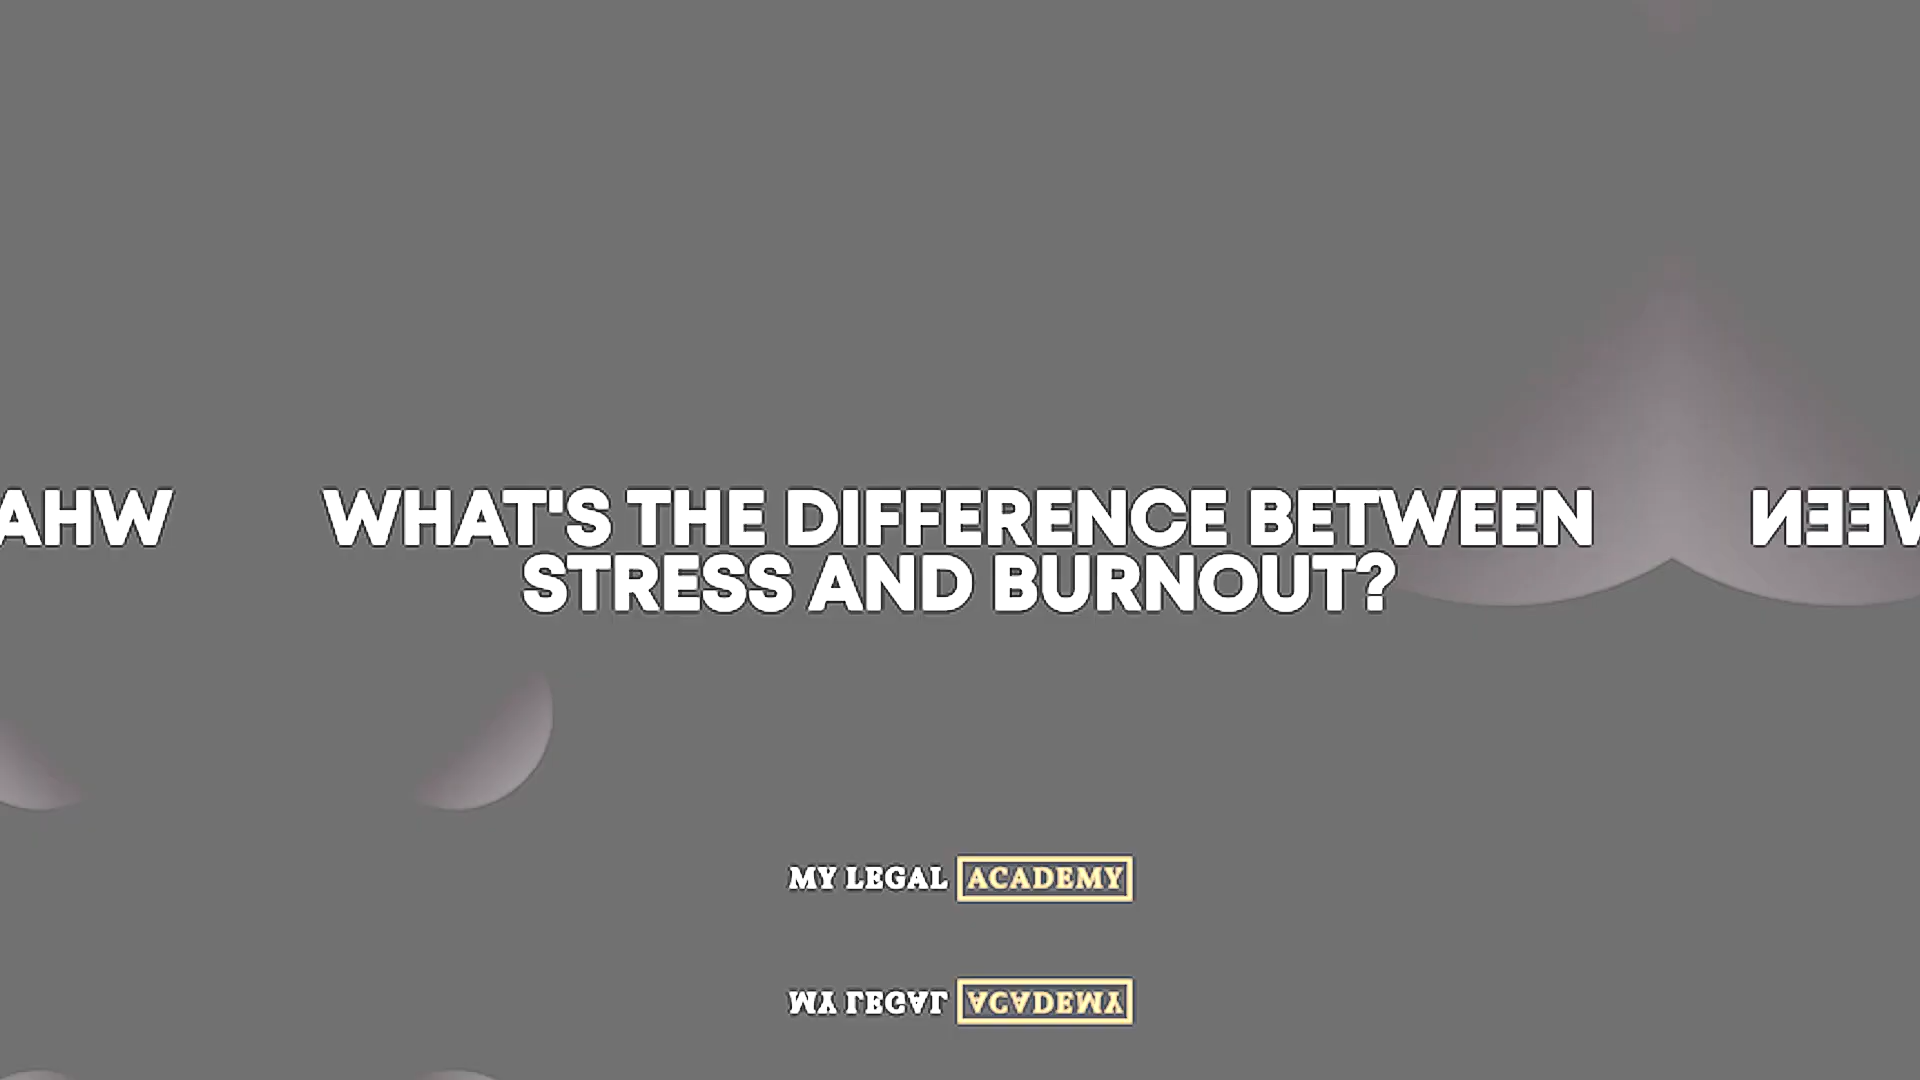 WHAT'S THE DIFFERENCE BETWEEN
STRESS AND BURNOUT?
MY LEGAL ACADEMY